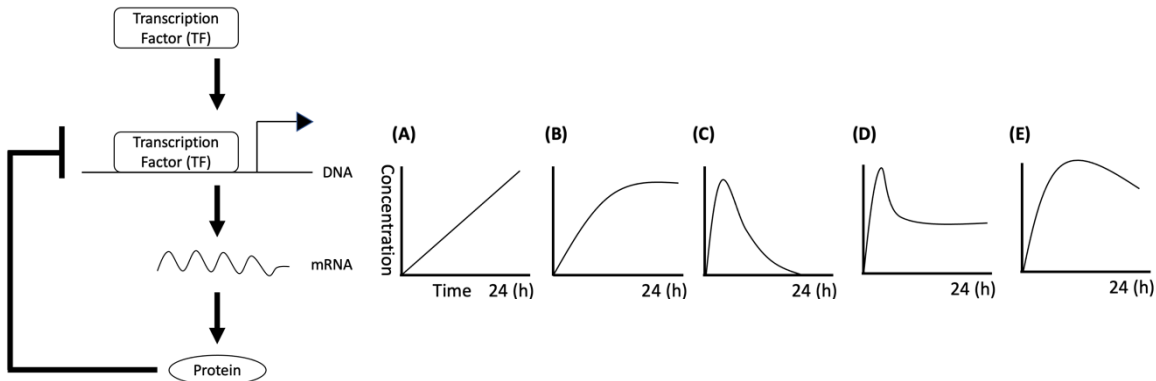 Transcription
Factor (TF)
Transcription
Factor (TF)
DNA
mRNA
Protein
(A)
(B)
(C)
(D)
(E)
Concentration
Time 24 (h)
24 (h)
24 (h)
24 (h)
24 (h)